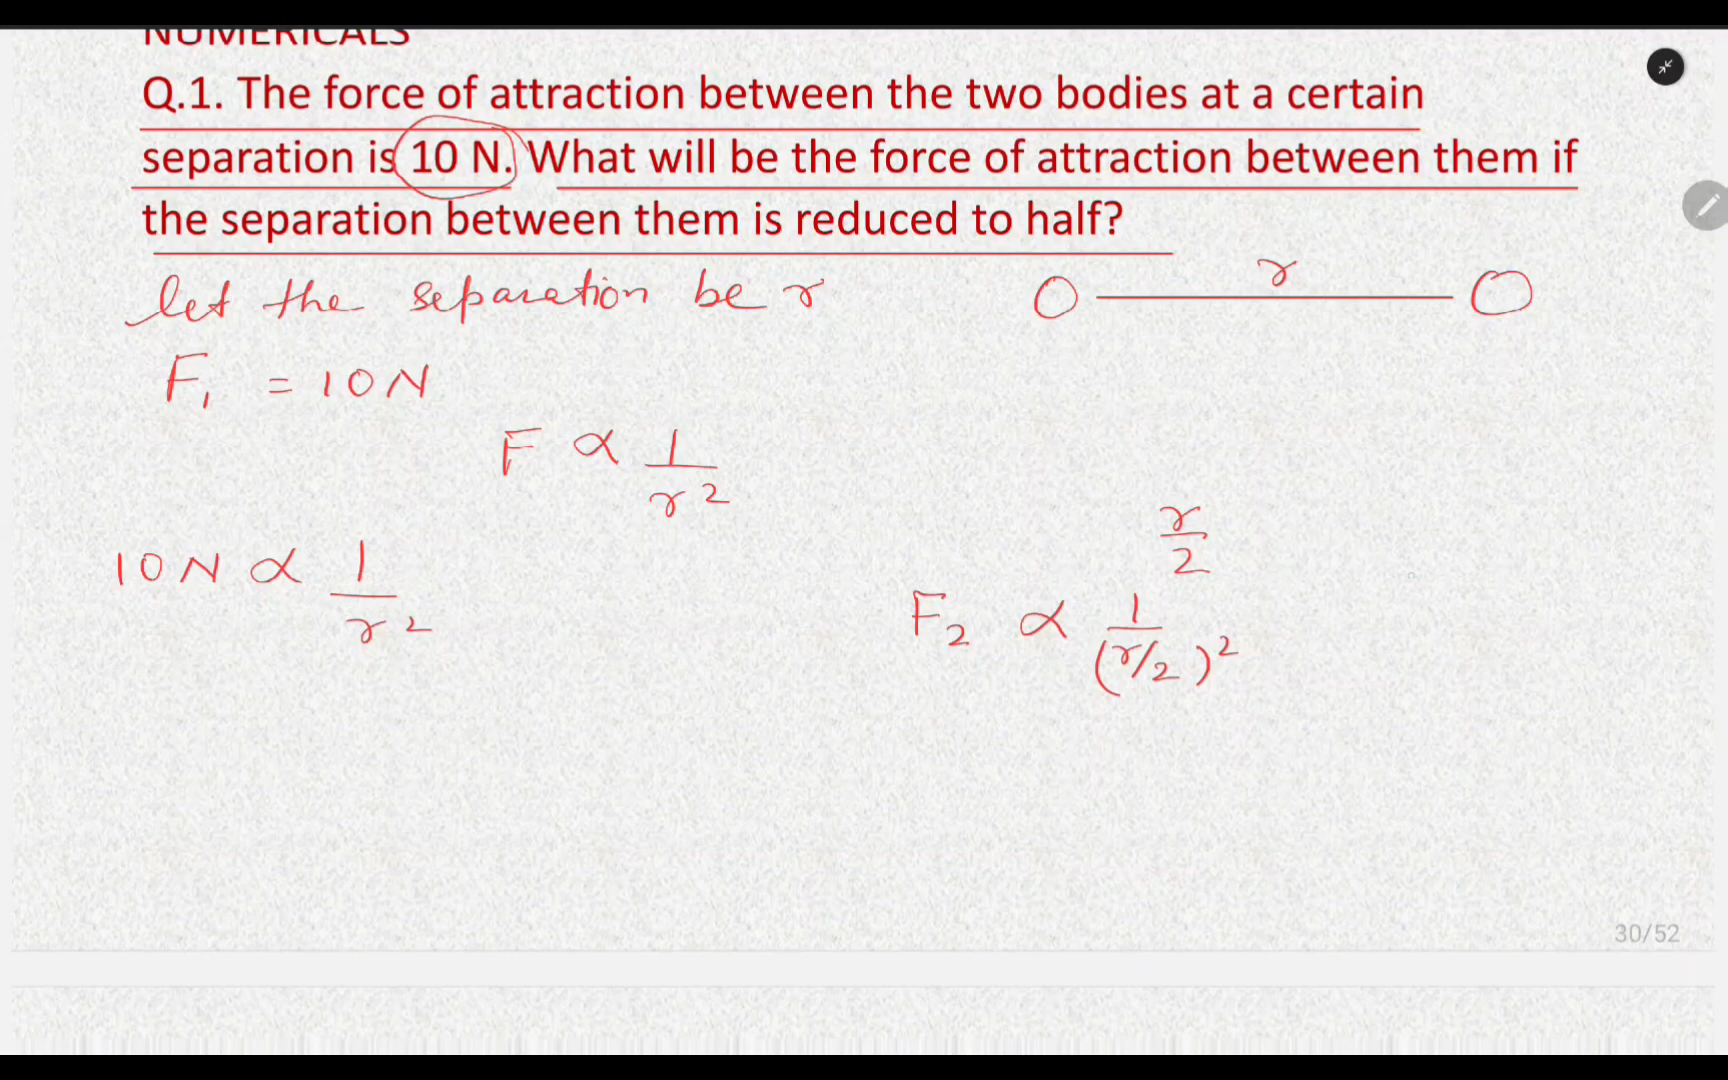 NUMERICALS
Q.1. The force of attraction between the two bodies at a certain
separation is 10 N. What will be the force of attraction between them if
the separation between them is reduced to half?
let the separation be r
r
F₁ = 10N
F ∝ 1/r²
10N ∝ 1/r²
r/2
F₂ ∝ 1/(r/2)²
30/52